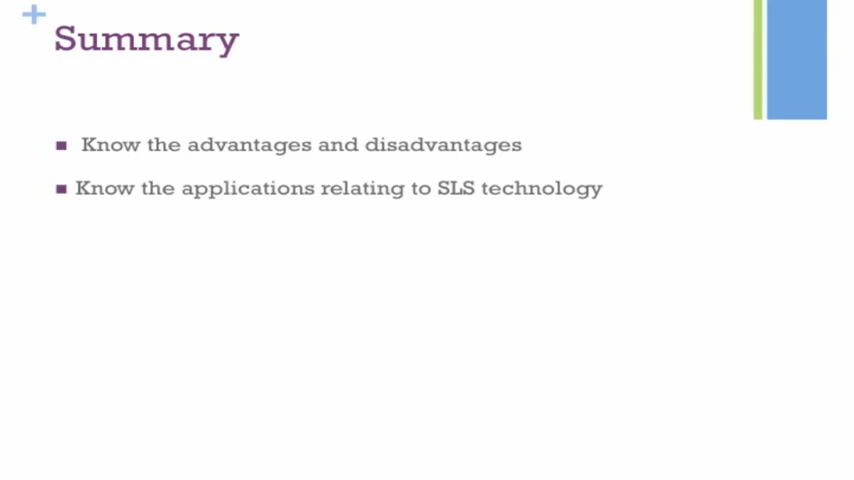 +
Summary
Know the advantages and disadvantages
Know the applications relating to SLS technology